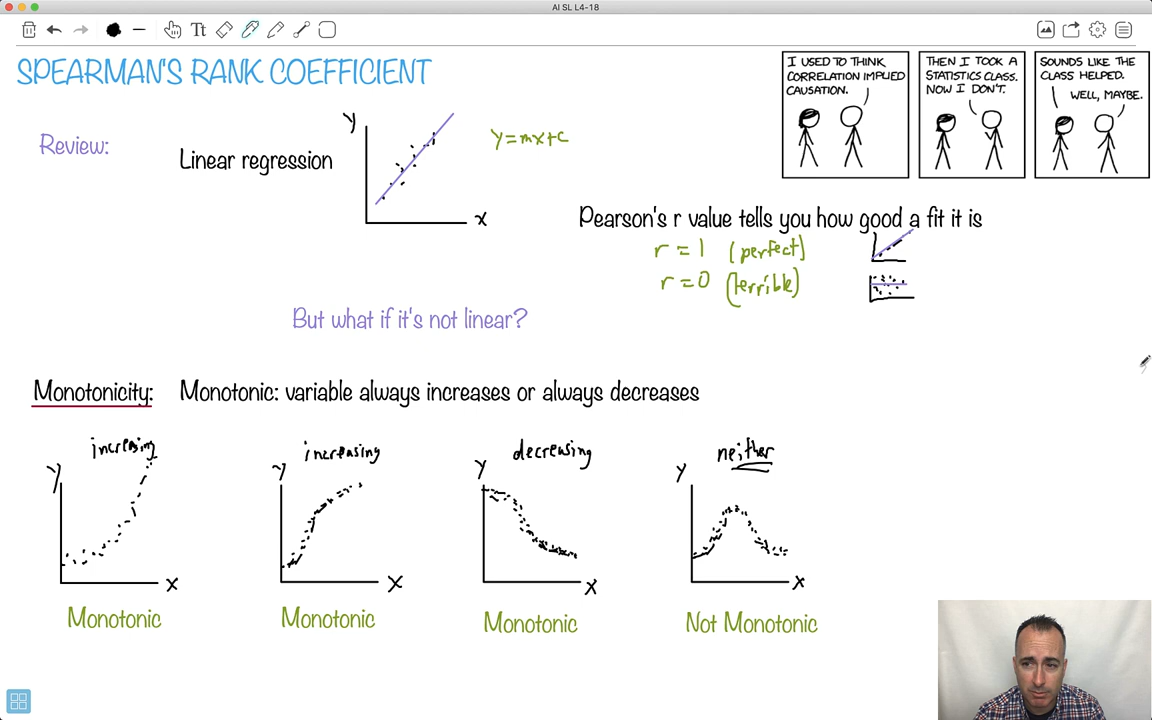 AI SL L4-18
Tt
SPEARMAN'S RANK COEFFICIENT
I USED TO THINK
CORRELATION IMPLIED
CAUSATION.
THEN I TOOK A
STATISTICS CLASS.
NOW I DON'T.
SOUNDS LIKE THE
CLASS HELPED.
WELL, MAYBE.
Review:
Linear regression
y
x
y=mx+c
Pearson's r value tells you how good a fit it is
r = 1 (perfect)
r = 0 (terrible)
But what if it's not linear?
Monotonicity: Monotonic: variable always increases or always decreases
increasing
y
x
Monotonic
increasing
y
x
Monotonic
decreasing
y
x
Monotonic
neither
y
x
Not Monotonic